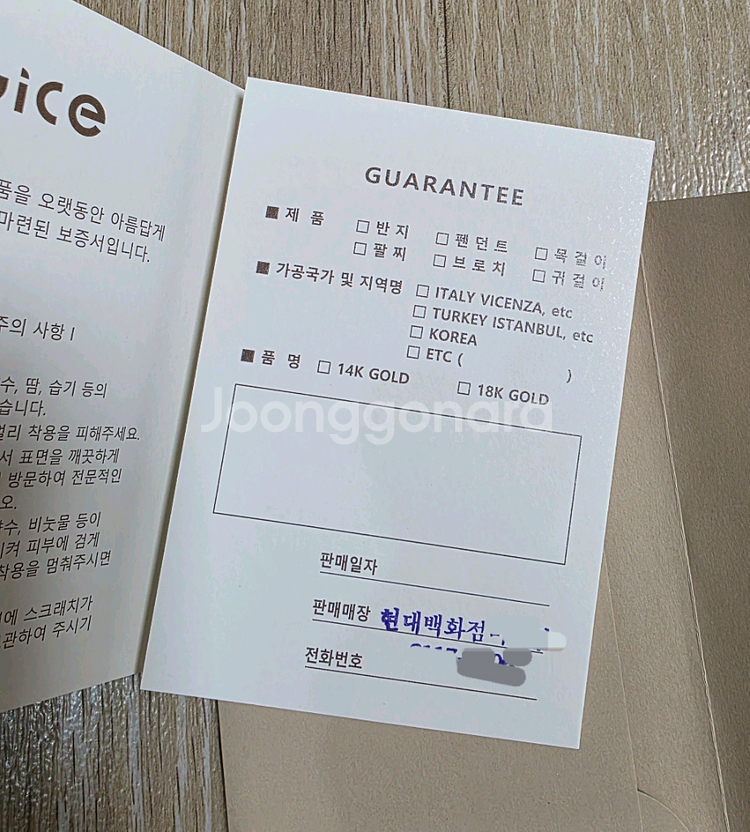 품을 오랫동안 아름답게
마련된 보증서입니다.
주의 사항 I
수, 땀, 습기 등의
습니다.
착용을 피해주세요.
서 표면을 깨끗하게
방문하여 전문적인
오.
수, 비눗물 등이
켜 피부에 검게
착용을 멈춰주시면
에 스크래치가
관하여 주시기
GUARANTEE
■ 제 품 □ 반 지 □ 펜 던 트 □ 목 걸 이
□ 팔 찌 □ 브 로 치 □ 귀 걸 이
■ 가공국가 및 지역명 □ ITALY VICENZA, etc
□ TURKEY ISTANBUL, etc
□ KOREA
□ ETC ( )
■ 품 명 □ 14K GOLD □ 18K GOLD
Joonggonara
판매일자
판매매장 현대백화점
전화번호